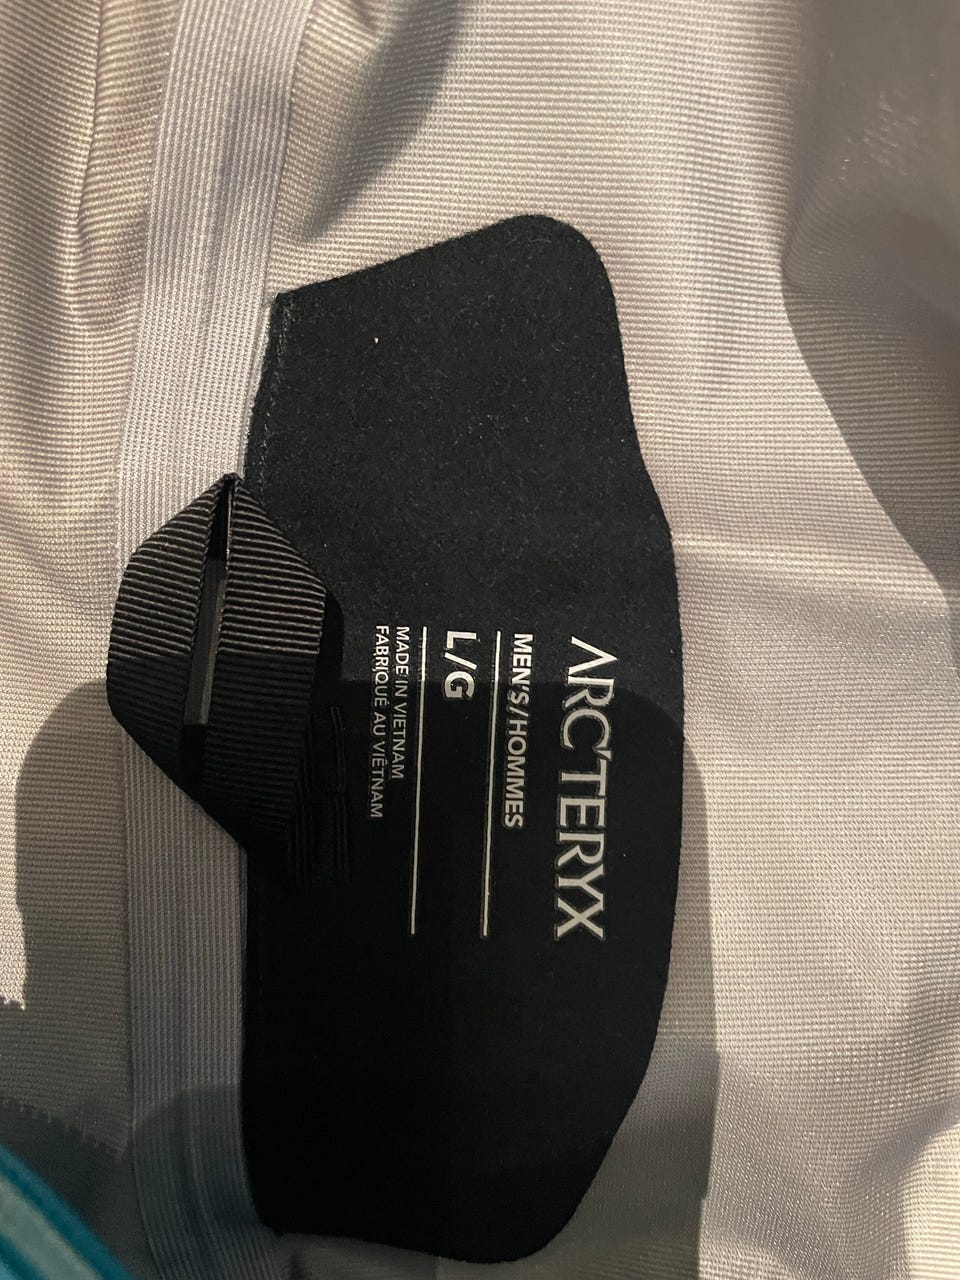 ARC'TERYX
MEN'S/HOMMES
L/G
MADE IN VIETNAM
FABRIQUÉ AU VIÊTNAM